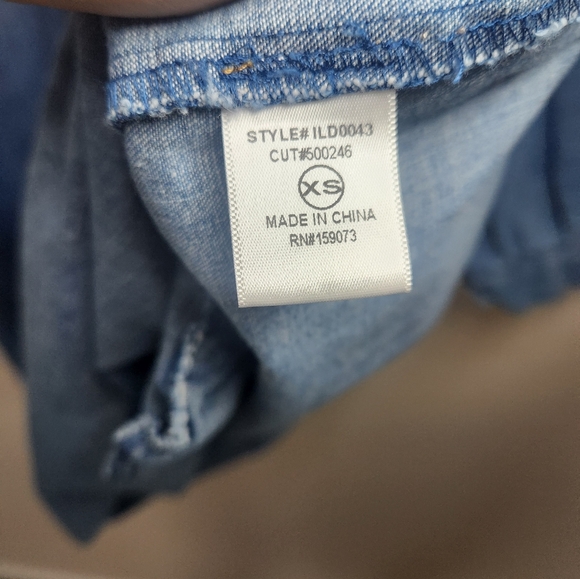 STYLE# ILD0043
CUT#500246
XS
MADE IN CHINA
RN#159073